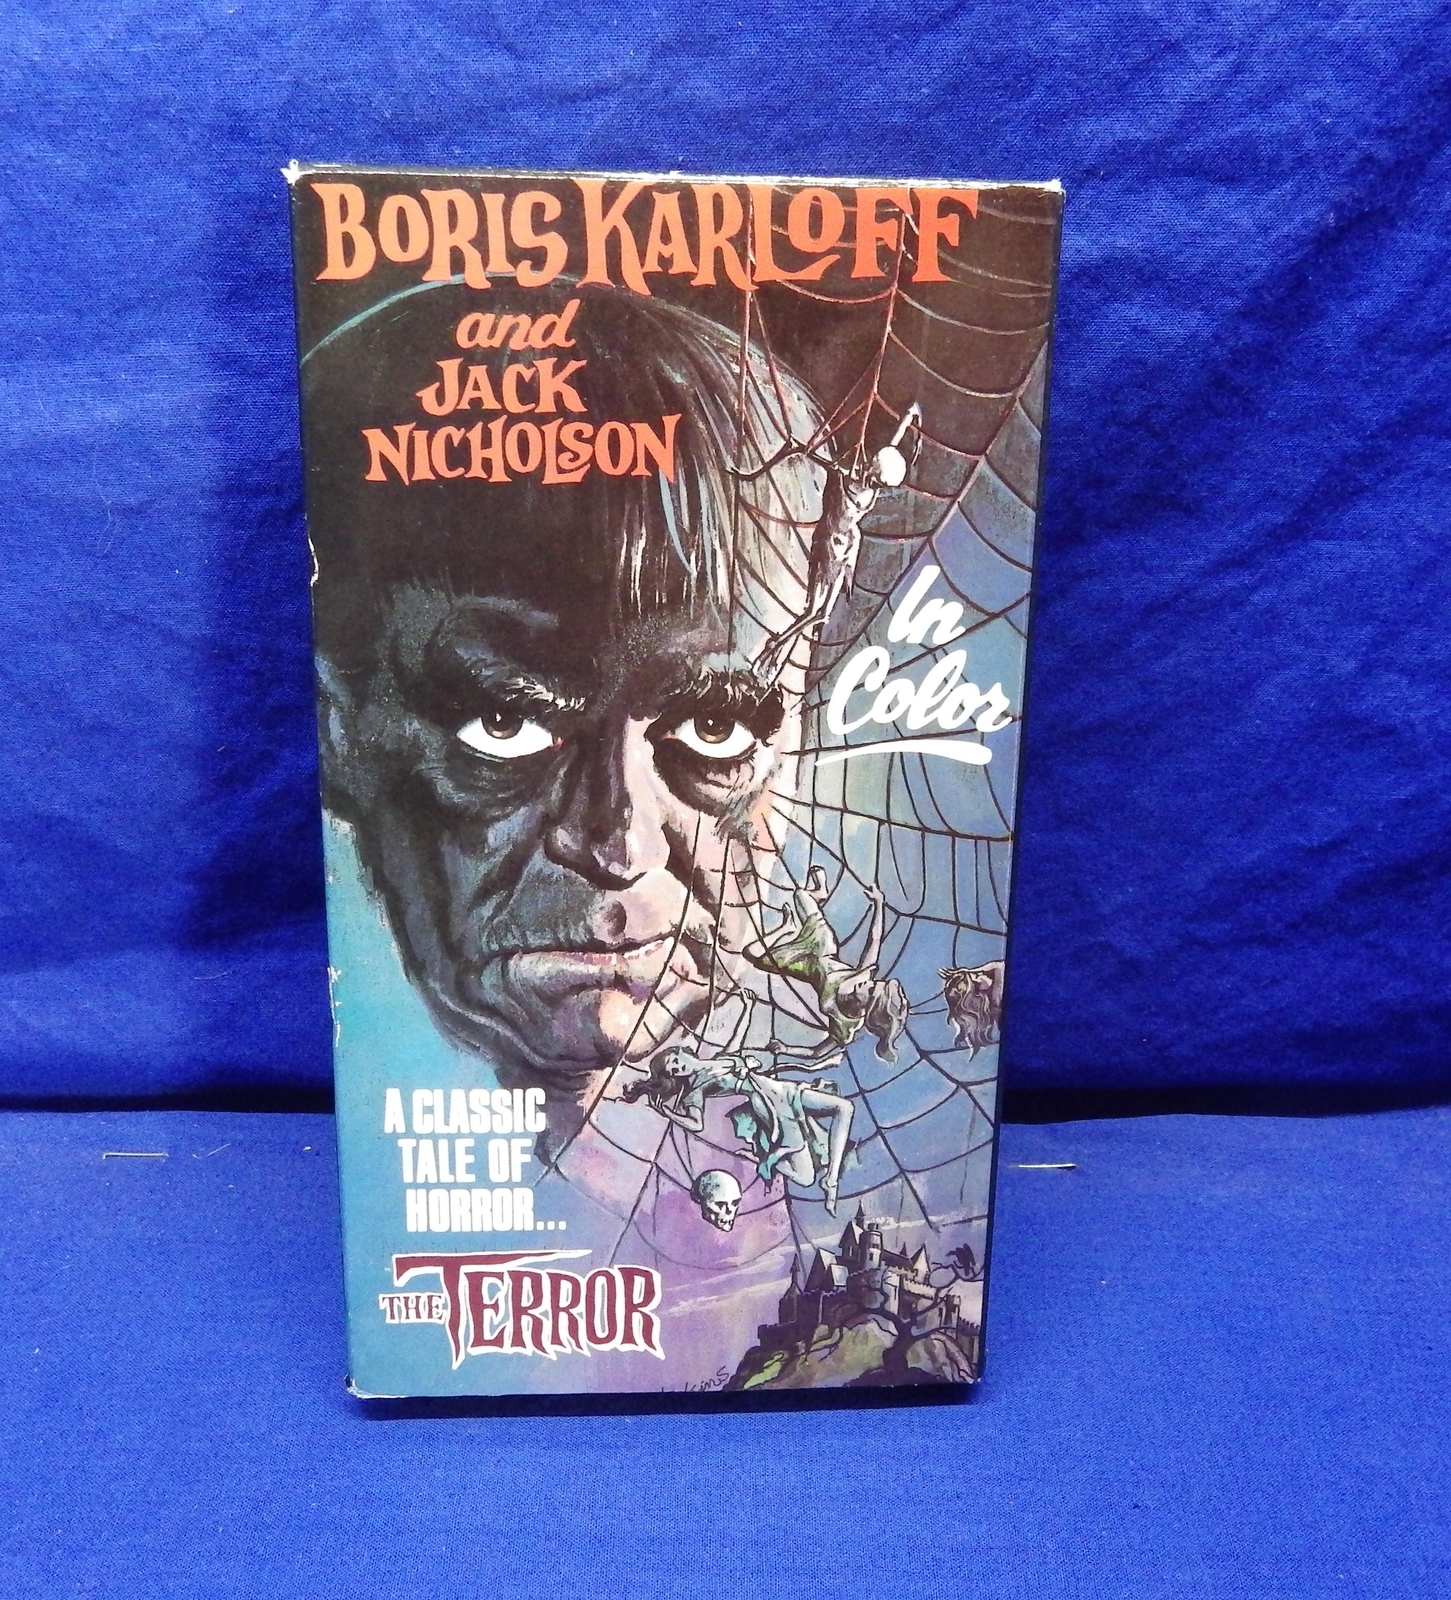 BORIS KARLOFF
and
JACK
NICHOLSON
In
Color
A CLASSIC
TALE OF
HORROR...
THE TERROR